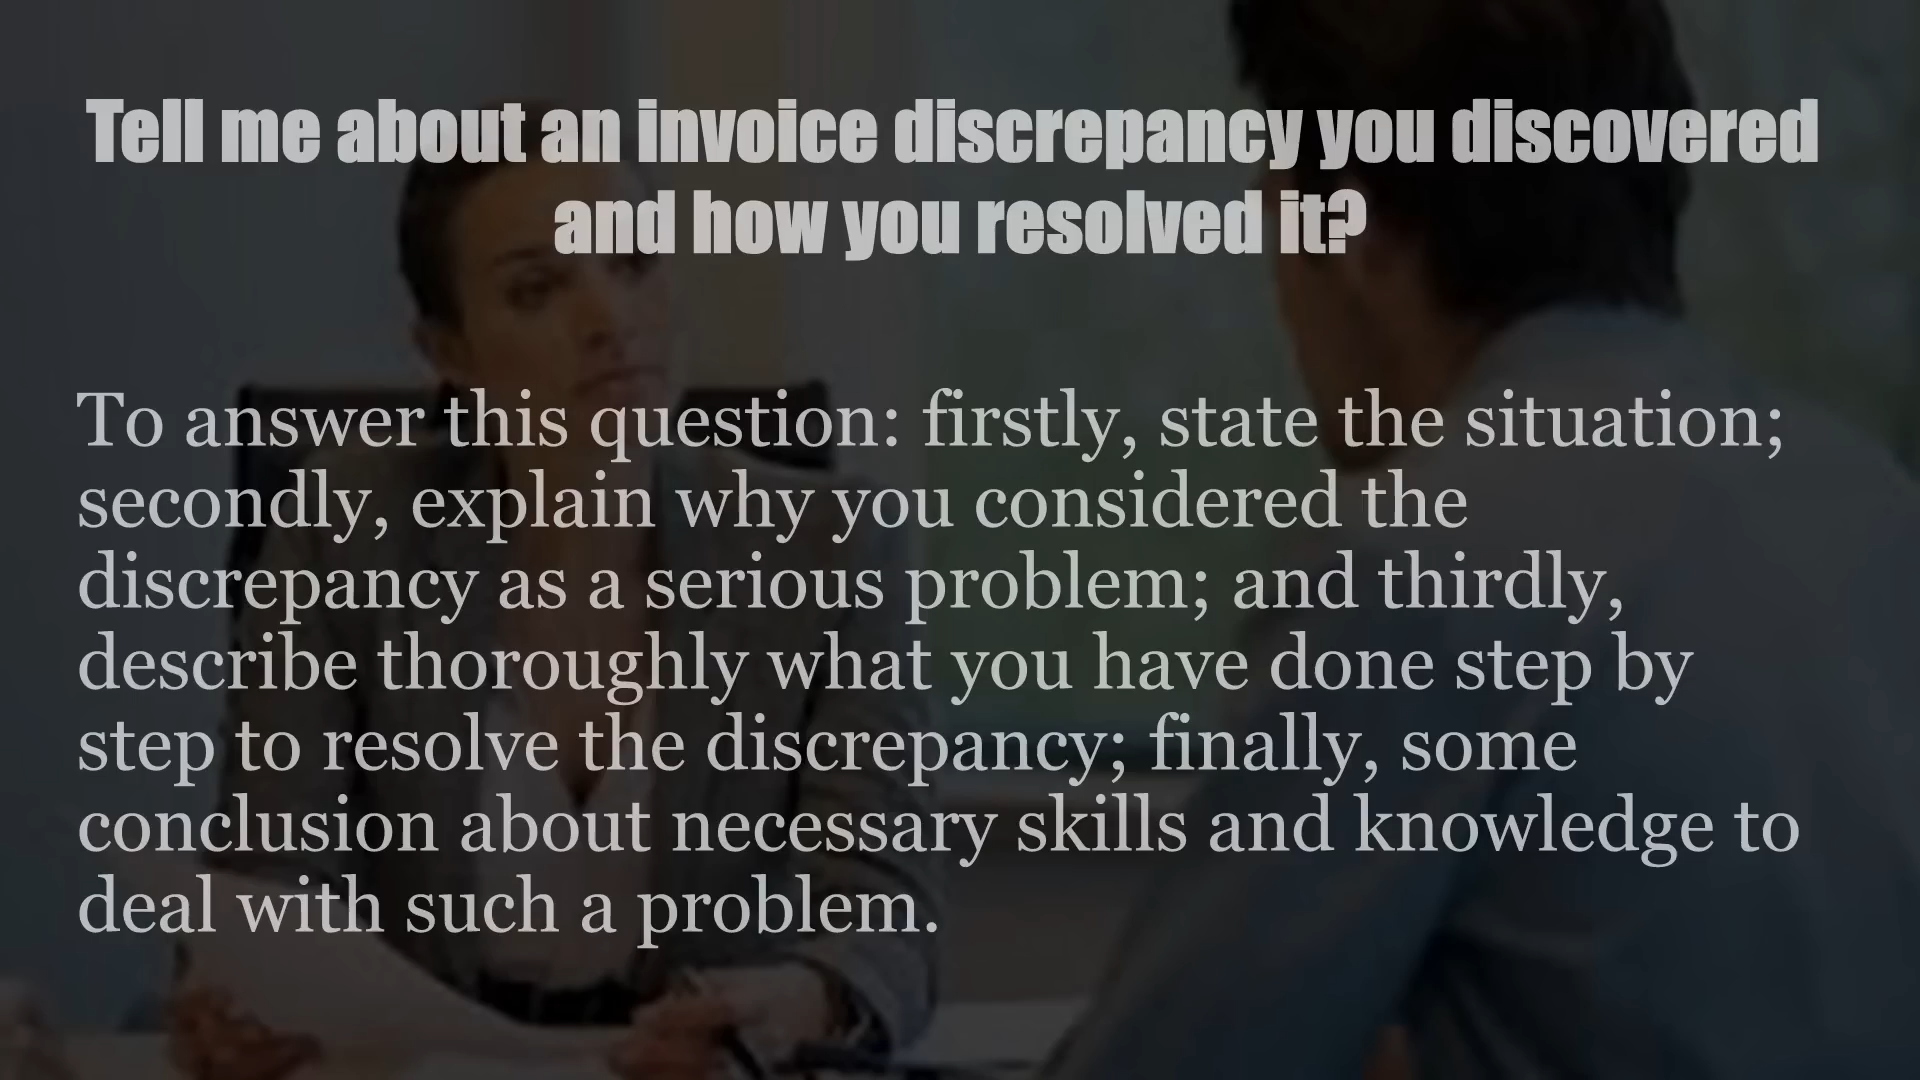 Tell me about an invoice discrepancy you discovered
and how you resolved it?
To answer this question: firstly, state the situation;
secondly, explain why you considered the
discrepancy as a serious problem; and thirdly,
describe thoroughly what you have done step by
step to resolve the discrepancy; finally, some
conclusion about necessary skills and knowledge to
deal with such a problem.